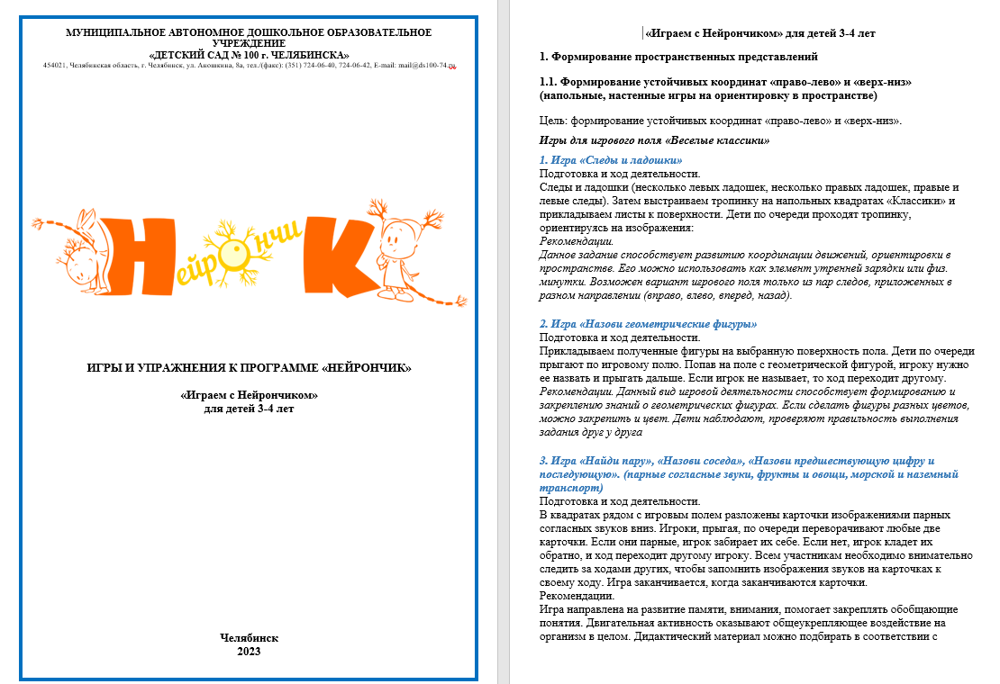 МУНИЦИПАЛЬНОЕ АВТОНОМНОЕ ДОШКОЛЬНОЕ ОБРАЗОВАТЕЛЬНОЕ
УЧРЕЖДЕНИЕ
«ДЕТСКИЙ САД № 100 г. ЧЕЛЯБИНСКА»
454021, Челябинская область, г. Челябинск, ул. Аношкина, 8а, тел./(факс): (351) 724-06-40, 724-06-42, E-mail: mail@ds100-74.ru
НейрОнчиК
ИГРЫ И УПРАЖНЕНИЯ К ПРОГРАММЕ «НЕЙРОНЧИК»
«Играем с Нейрончиком»
для детей 3-4 лет
Челябинск
2023
«Играем с Нейрончиком» для детей 3-4 лет
1. Формирование пространственных представлений
1.1. Формирование устойчивых координат «право-лево» и «верх-низ»
(напольные, настенные игры на ориентировку в пространстве)
Цель: формирование устойчивых координат «право-лево» и «верх-низ».
Игры для игрового поля «Веселые классики»
1. Игра «Следы и ладошки»
Подготовка и ход деятельности.
Следы и ладошки (несколько левых ладошек, несколько правых ладошек, правые и
левые следы). Затем выстраиваем тропинку на напольных квадратах «Классики» и
прикладываем листы к поверхности. Дети по очереди проходят тропинку,
ориентируясь на изображения:
Рекомендации.
Данное задание способствует развитию координации движений, ориентировки в
пространстве. Его можно использовать как элемент утренней зарядки или физ.
минутки. Возможен вариант игрового поля только из пар следов, приложенных в
разном направлении (вправо, влево, вперед, назад).
2. Игра «Назови геометрические фигуры»
Подготовка и ход деятельности.
Прикладываем полученные фигуры на выбранную поверхность пола. Дети по очереди
прыгают по игровому полю. Попав на поле с геометрической фигурой, игроку нужно
ее назвать и прыгать дальше. Если игрок не называет, то ход переходит другому.
Рекомендации. Данный вид игровой деятельности способствует формированию и
закреплению знаний о геометрических фигурах. Если сделать фигуры разных цветов,
можно закрепить и цвет. Дети наблюдают, проверяют правильность выполнения
задания друг у друга
3. Игра «Найди пару», «Назови соседа», «Назови предшествующую цифру и
последующую». (парные согласные звуки, фрукты и овощи, морской и наземный
транспорт)
Подготовка и ход деятельности.
В квадратах рядом с игровым полем разложены карточки изображениями парных
согласных звуков вниз. Игроки, прыгая, по очереди переворачивают любые две
карточки. Если они парные, игрок забирает их себе. Если нет, игрок кладет их
обратно, и ход переходит другому игроку. Всем участникам необходимо внимательно
следить за ходами других, чтобы запомнить изображения звуков на карточках к
своему ходу. Игра заканчивается, когда заканчиваются карточки.
Рекомендации.
Игра направлена на развитие памяти, внимания, помогает закреплять обобщающие
понятия. Двигательная активность оказывают общеукрепляющее воздействие на
организм в целом. Дидактический материал можно подбирать в соответствии с